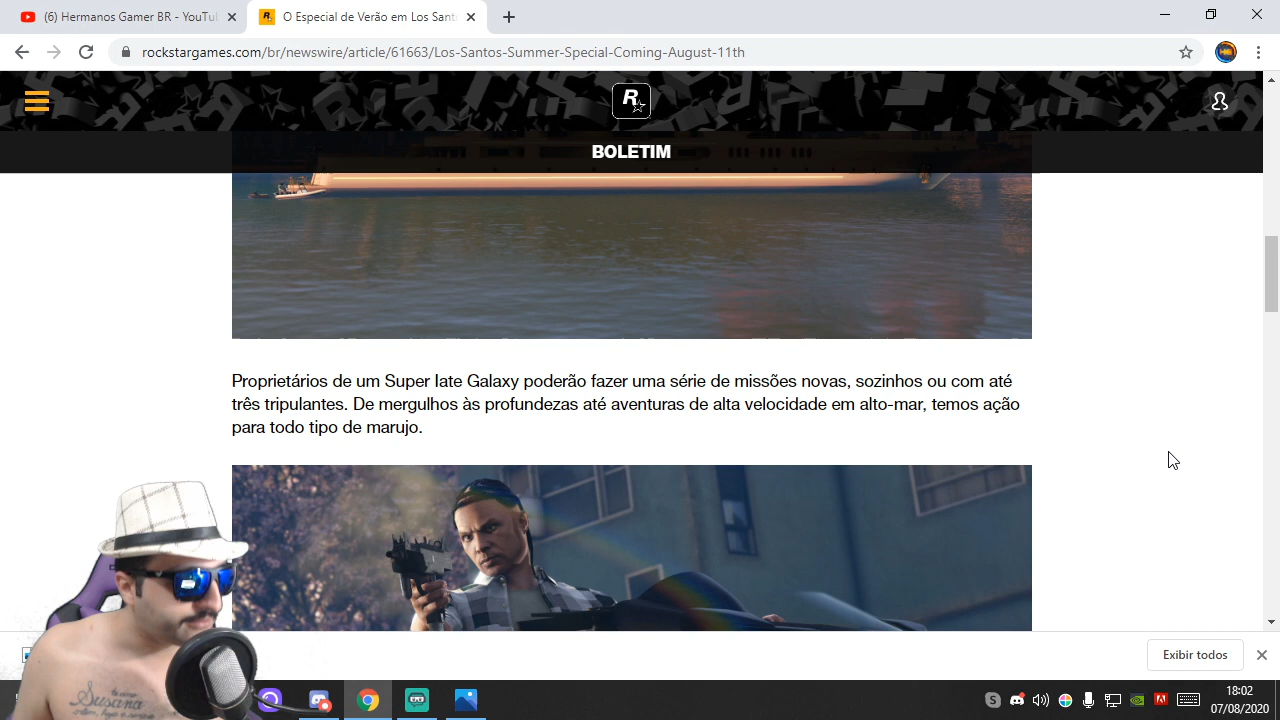 (6) Hermanos Gamer BR - YouTu
O Especial de Verão em Los Sant
rockstargames.com/br/newswire/article/61663/Los-Santos-Summer-Special-Coming-August-11th
R
BOLETIM
Proprietários de um Super Iate Galaxy poderão fazer uma série de missões novas, sozinhos ou com até
três tripulantes. De mergulhos às profundezas até aventuras de alta velocidade em alto-mar, temos ação
para todo tipo de marujo.
Exibir todos
te amo
Susana
18:02
07/08/2020